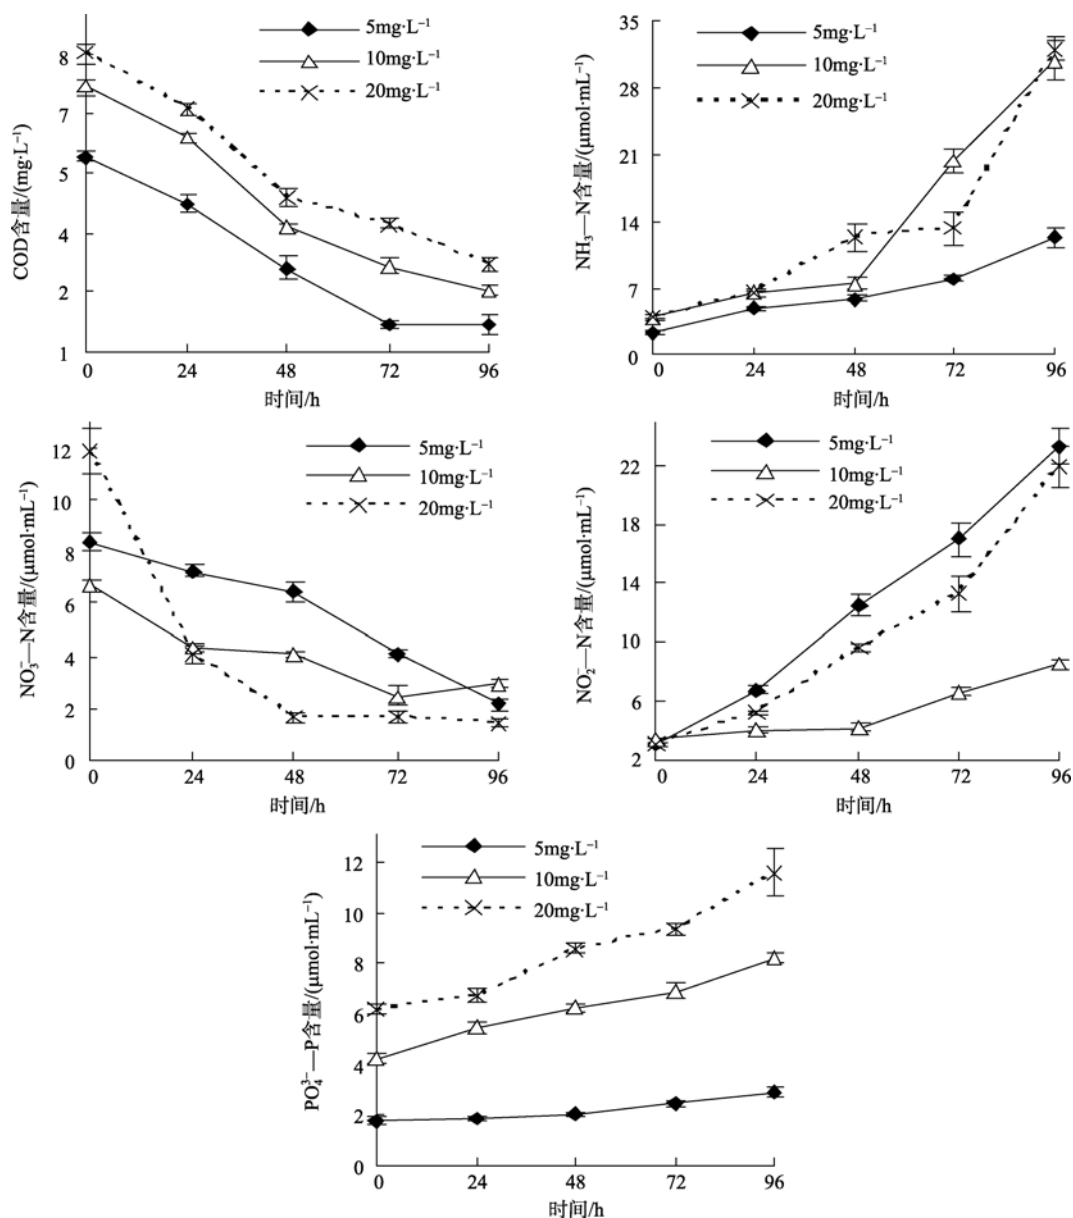 COD含量/(mg·L⁻¹)
8
7
5
4
3
2
1
5mg·L⁻¹
10mg·L⁻¹
20mg·L⁻¹
0 24 48 72 96
时间/h
NH₃—N含量/(μmol·mL⁻¹)
35
28
21
14
7
0
5mg·L⁻¹
10mg·L⁻¹
20mg·L⁻¹
0 24 48 72 96
时间/h
NO₃⁻—N含量/(μmol·mL⁻¹)
12
10
8
6
4
2
0
5mg·L⁻¹
10mg·L⁻¹
20mg·L⁻¹
0 24 48 72 96
时间/h
NO₂⁻—N含量/(μmol·mL⁻¹)
22
18
14
10
6
2
5mg·L⁻¹
10mg·L⁻¹
20mg·L⁻¹
0 24 48 72 96
时间/h
PO₄³⁻—P含量/(μmol·mL⁻¹)
12
10
8
6
4
2
0
5mg·L⁻¹
10mg·L⁻¹
20mg·L⁻¹
0 24 48 72 96
时间/h